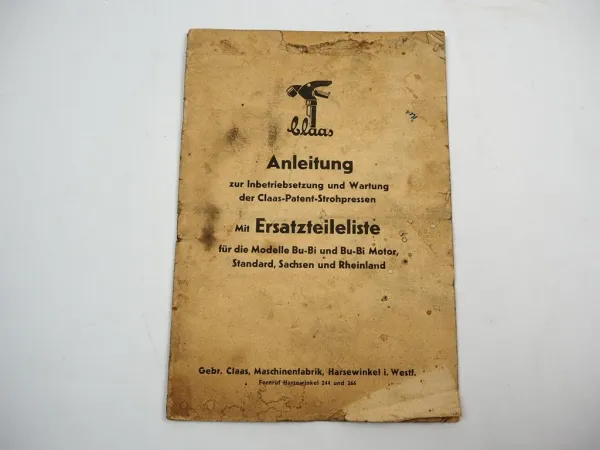 Claas
Anleitung
zur Inbetriebsetzung und Wartung
der Claas-Patent-Strohpressen
Mit Ersatzteileliste
für die Modelle Bu-Bi und Bu-Bi Motor,
Standard, Sachsen und Rheinland
Gebr. Claas, Maschinenfabrik, Harsewinkel i. Westf.
Fernruf Harsewinkel 244 und 266